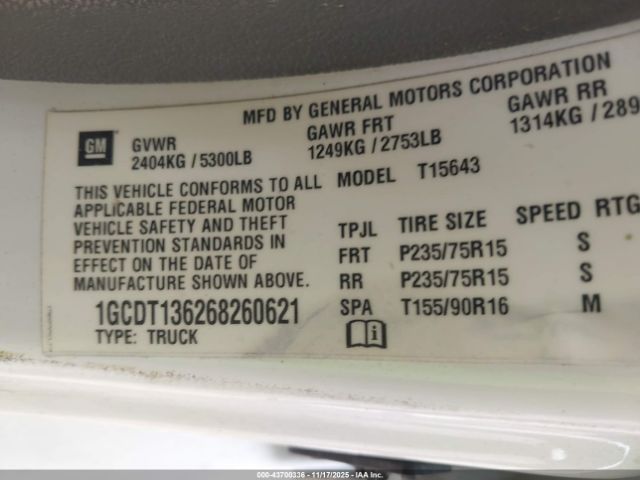 MFD BY GENERAL MOTORS CORPORATION
GM
GVWR
2404KG / 5300LB
GAWR FRT
1249KG / 2753LB
GAWR RR
1314KG / 289
THIS VEHICLE CONFORMS TO ALL
APPLICABLE FEDERAL MOTOR
VEHICLE SAFETY AND THEFT
PREVENTION STANDARDS IN
EFFECT ON THE DATE OF
MANUFACTURE SHOWN ABOVE.
1GCDT136268260621
TYPE: TRUCK
MODEL T15643
TPJL TIRE SIZE SPEED RTG
FRT P235/75R15 S
RR P235/75R15 S
SPA T155/90R16 M
000-43700336 - 11/17/2025 - IAA Inc.